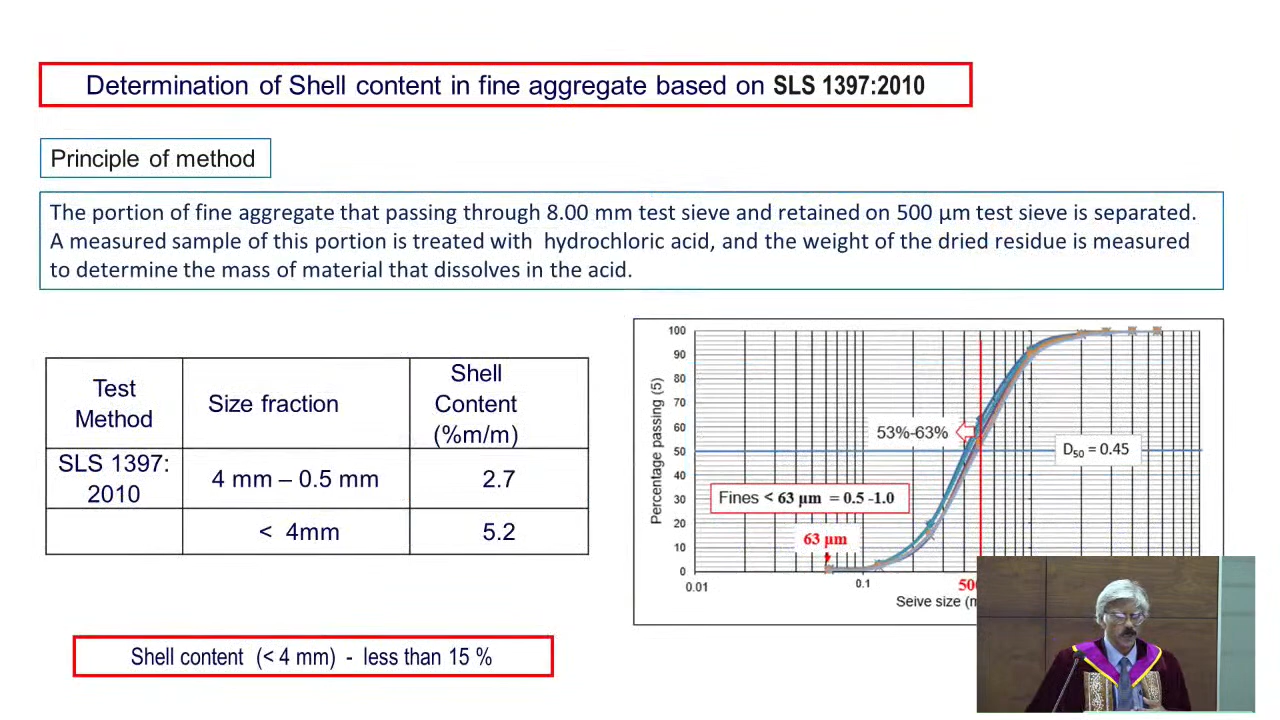 Determination of Shell content in fine aggregate based on SLS 1397:2010
Principle of method
The portion of fine aggregate that passing through 8.00 mm test sieve and retained on 500 µm test sieve is separated.
A measured sample of this portion is treated with hydrochloric acid, and the weight of the dried residue is measured
to determine the mass of material that dissolves in the acid.
Test
Method
Size fraction
Shell
Content
(%m/m)
SLS 1397:
2010
4 mm – 0.5 mm
2.7
< 4mm
5.2
Shell content (< 4 mm) - less than 15 %
Percentage passing (5)
100
90
80
70
60
50
40
30
20
10
0
53%-63%
D50 = 0.45
Fines < 63 µm = 0.5 -1.0
63 µm
0.01
0.1
Seive size